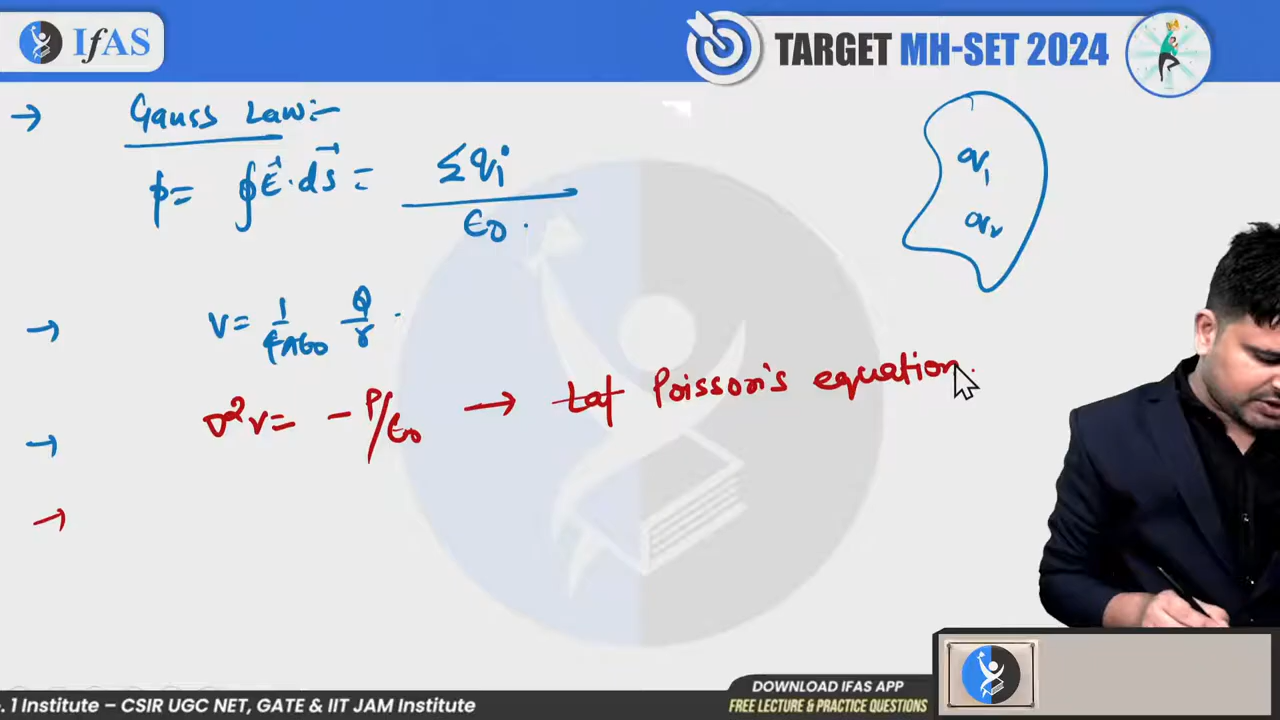 IfAS
TARGET MH-SET 2024
→ Gauss Law:-
φ = ∮E⃗.ds⃗ = Σqi / ε0.
q1
q2
→ V = 1/4πε0 Q/r.
→ ∇²V = -ρ/ε0 → Poisson's equation.
→
. 1 Institute – CSIR UGC NET, GATE & IIT JAM Institute
DOWNLOAD IFAS APP
FREE LECTURE & PRACTICE QUESTIONS